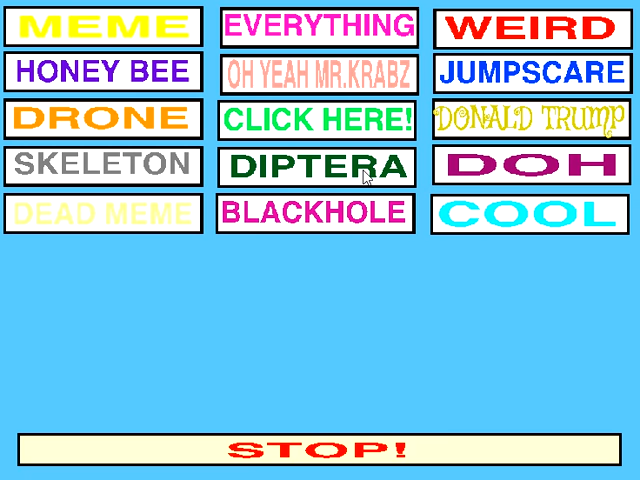 MEME EVERYTHING WEIRD
HONEY BEE OH YEAH MR.KRABZ JUMPSCARE
DRONE CLICK HERE! DONALD TRUMP
SKELETON DIPTERA DOH
DEAD MEME BLACKHOLE COOL
STOP!